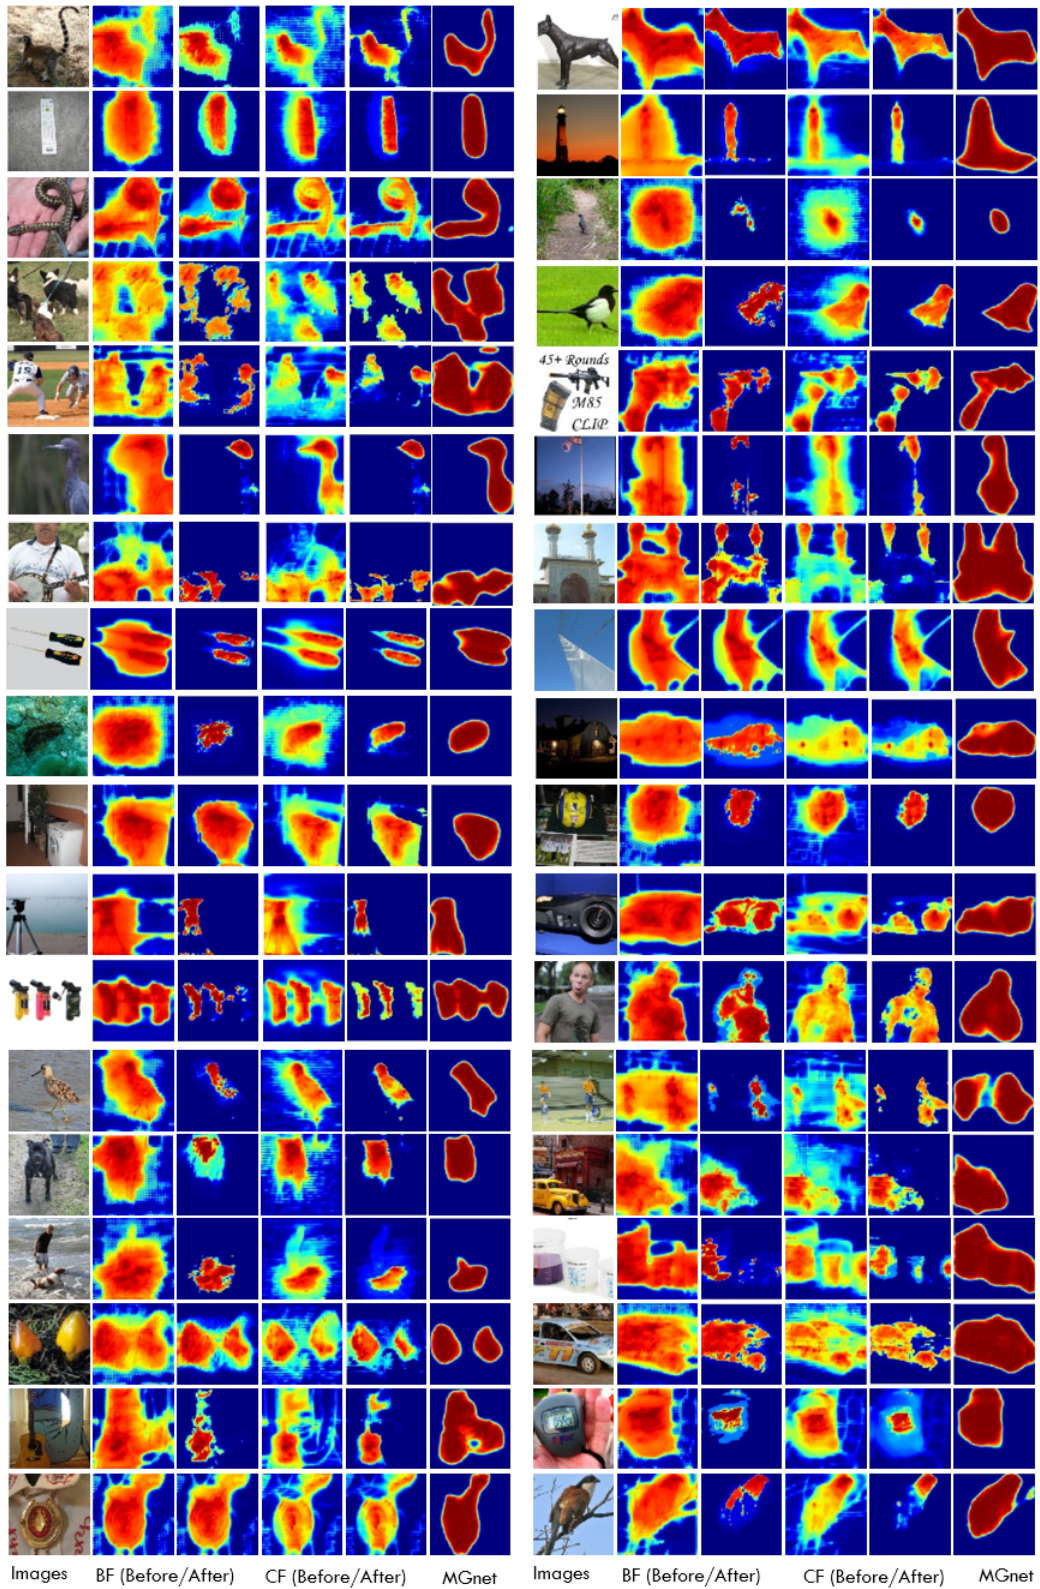 45+ Rounds
M85
CLIP
15
Images BF (Before/After) CF (Before/After) MGnet Images BF (Before/After) CF (Before/After) MGnet